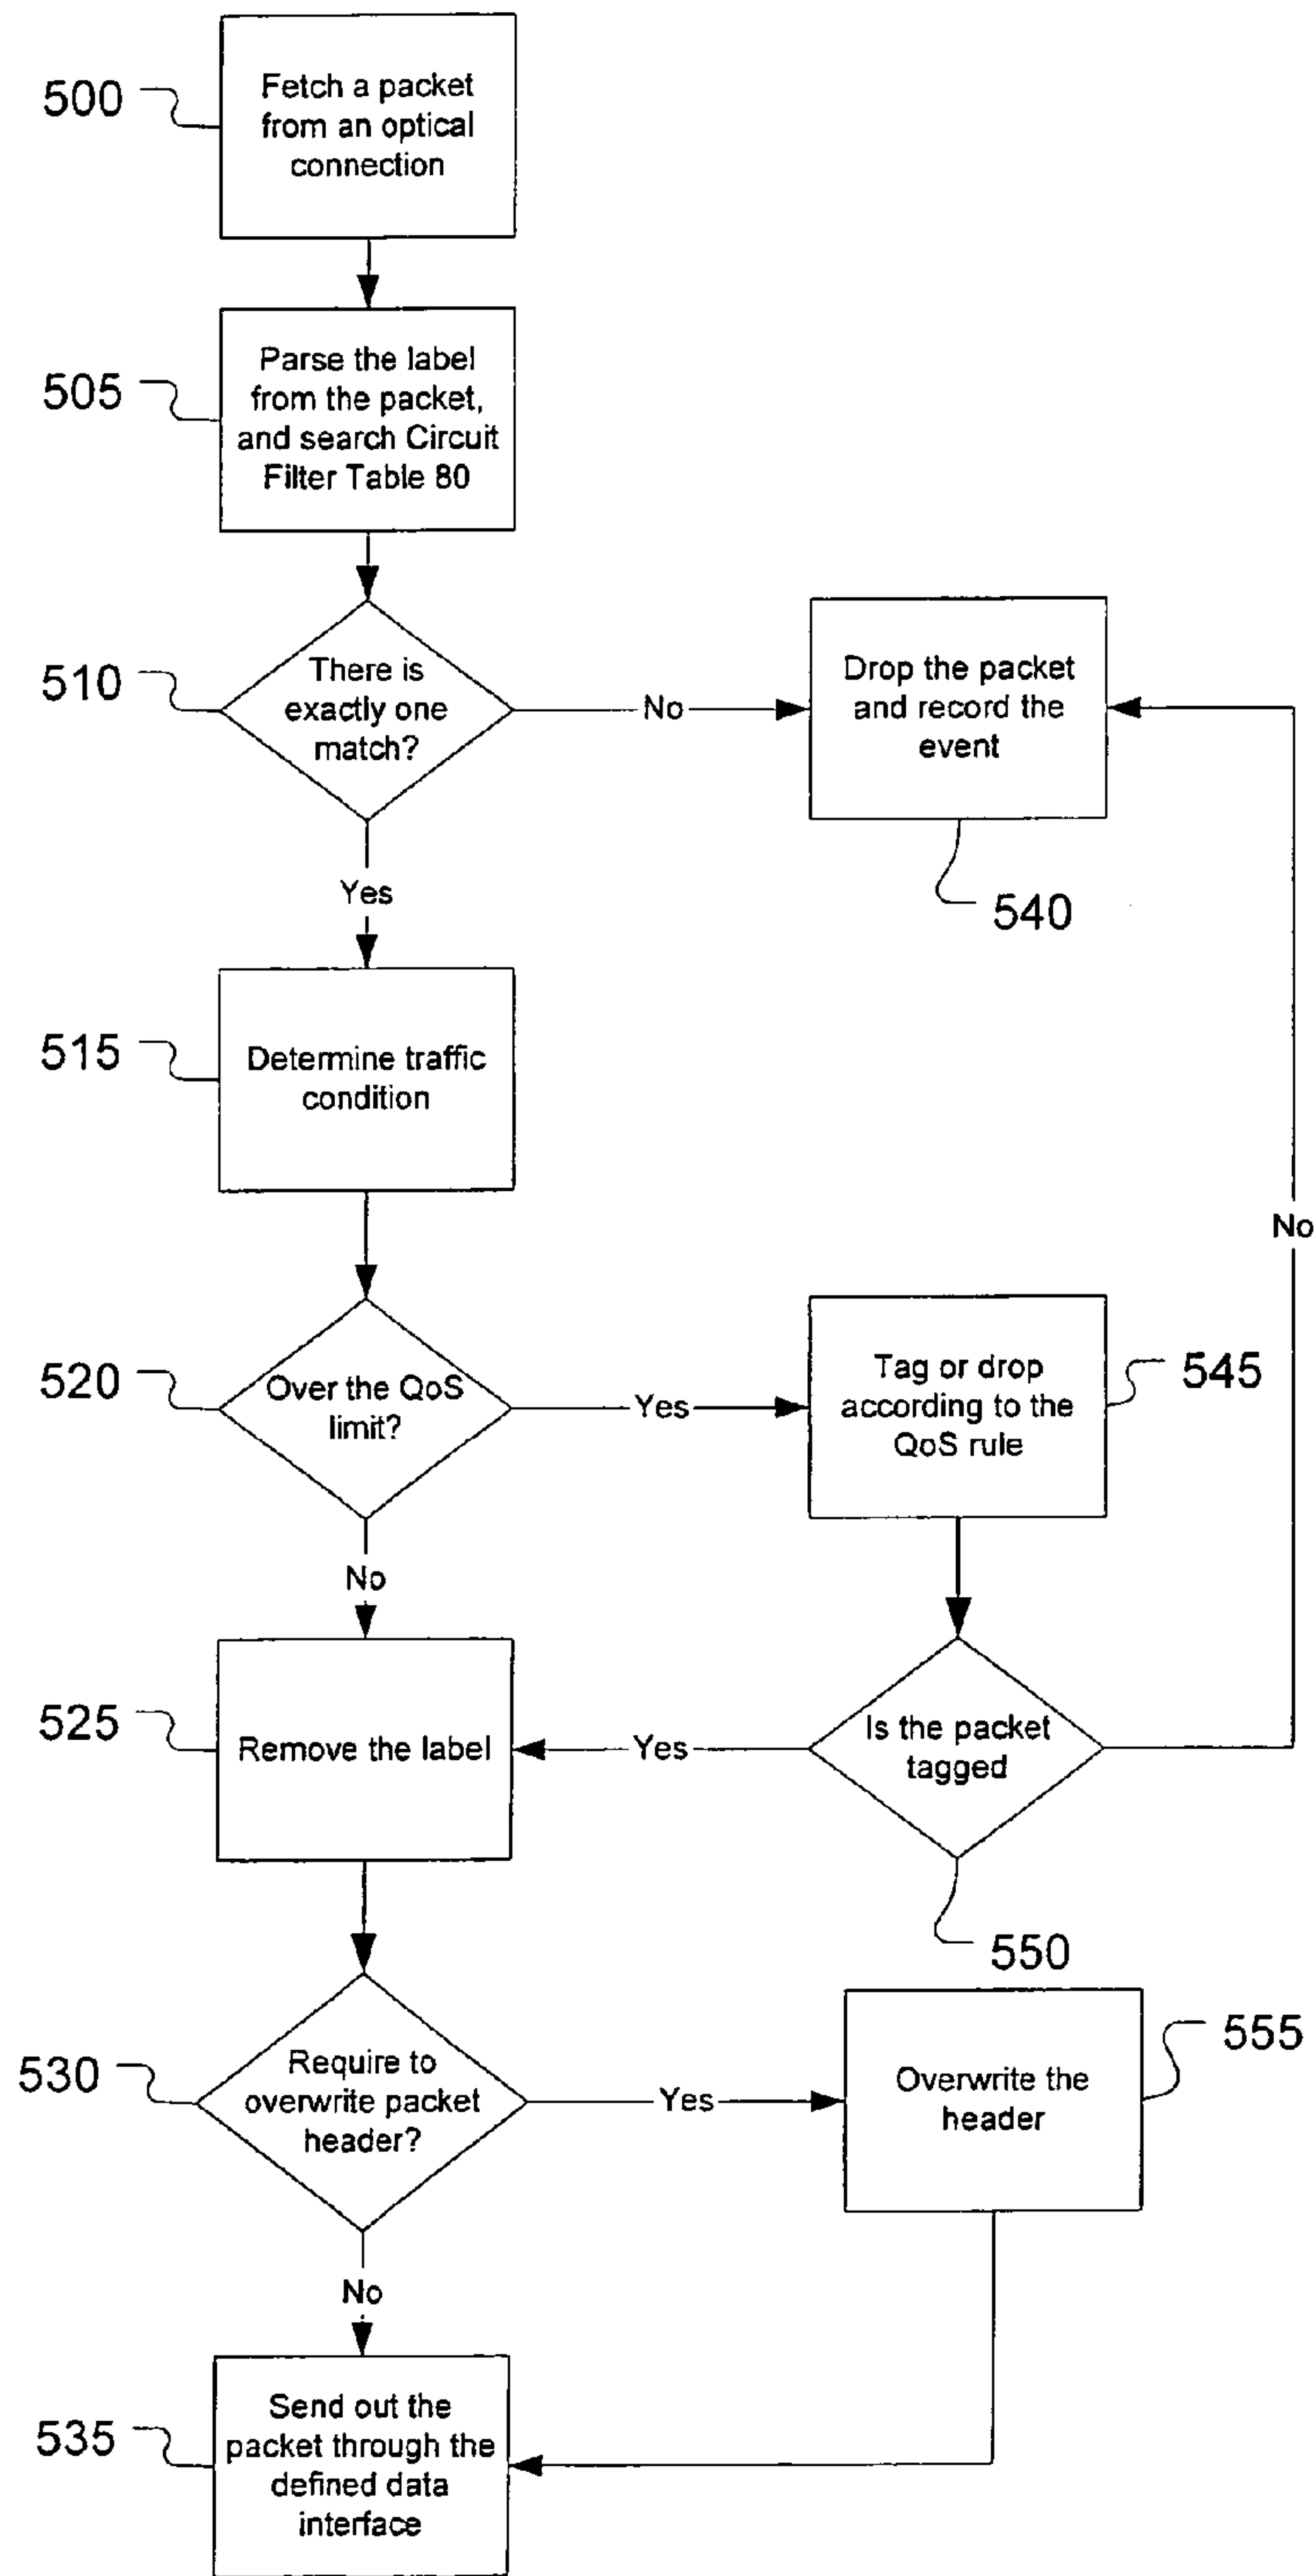 500
Fetch a packet
from an optical
connection
505
Parse the label
from the packet,
and search Circuit
Filter Table 80
510
There is
exactly one
match?
No
Drop the packet
and record the
event
540
Yes
515
Determine traffic
condition
No
520
Over the QoS
limit?
Yes
Tag or drop
according to the
QoS rule
545
No
525
Remove the label
Yes
Is the packet
tagged
550
530
Require to
overwrite packet
header?
Yes
Overwrite the
header
555
No
535
Send out the
packet through the
defined data
interface